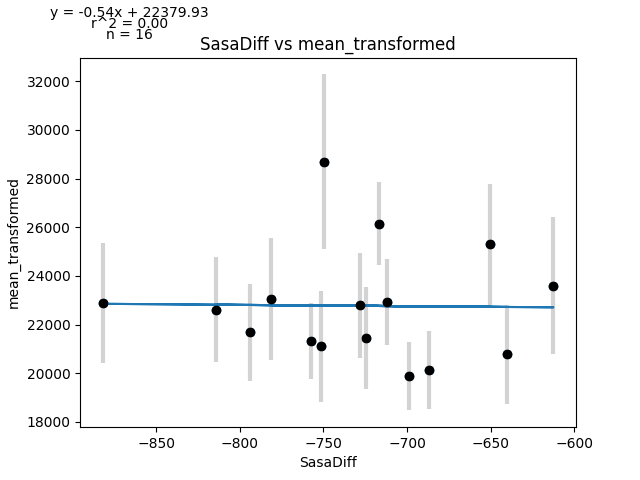 y = -0.54x + 22379.93
r^2 = 0.00
n = 16
SasaDiff vs mean_transformed
32000
30000
28000
26000
24000
22000
20000
18000
mean_transformed
−850 −800 −750 −700 −650 −600
SasaDiff